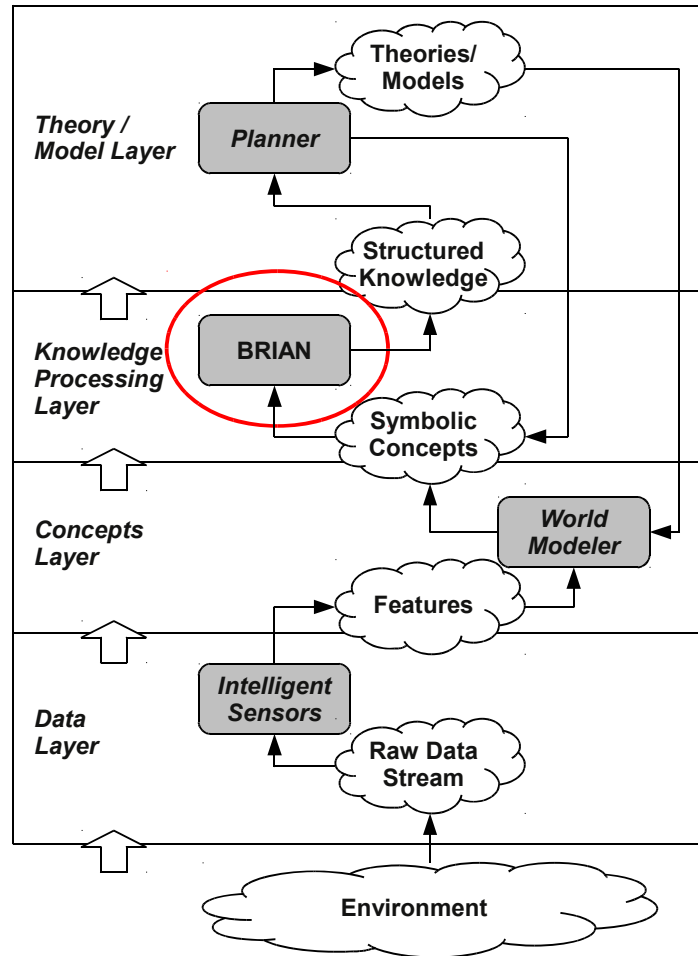 Theories/
Models
Theory /
Model Layer
Planner
Structured
Knowledge
BRIAN
Knowledge
Processing
Layer
Symbolic
Concepts
World
Modeler
Concepts
Layer
Features
Intelligent
Sensors
Data
Layer
Raw Data
Stream
Environment